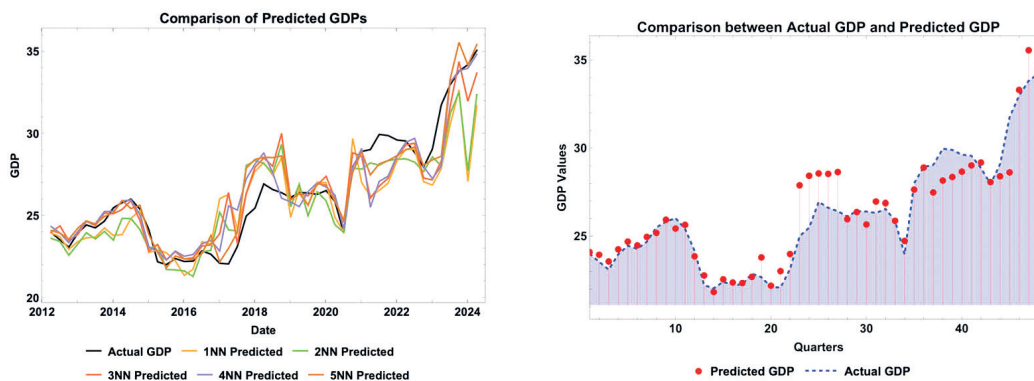 Comparison of Predicted GDPs
35
30
25
20
GDP
2012 2014 2016 2018 2020 2022 2024
Date
Actual GDP 1NN Predicted 2NN Predicted
3NN Predicted 4NN Predicted 5NN Predicted
Comparison between Actual GDP and Predicted GDP
35
30
25
GDP Values
10 20 30 40
Quarters
Predicted GDP Actual GDP